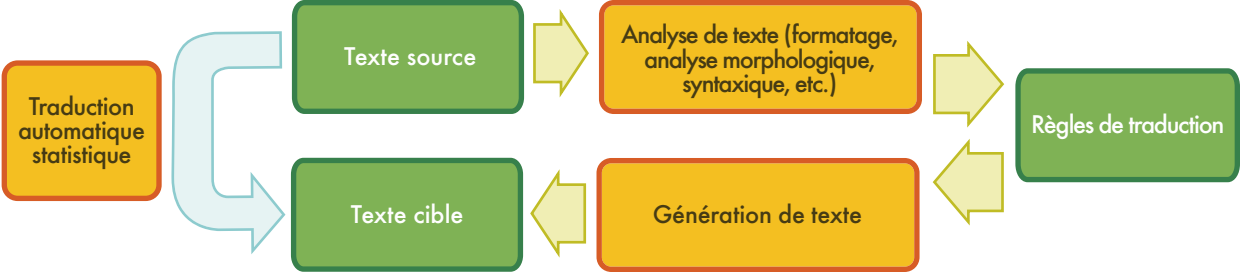 Texte source
Analyse de texte (formatage,
analyse morphologique,
syntaxique, etc.)
Traduction
automatique
statistique
Règles de traduction
Texte cible
Génération de texte